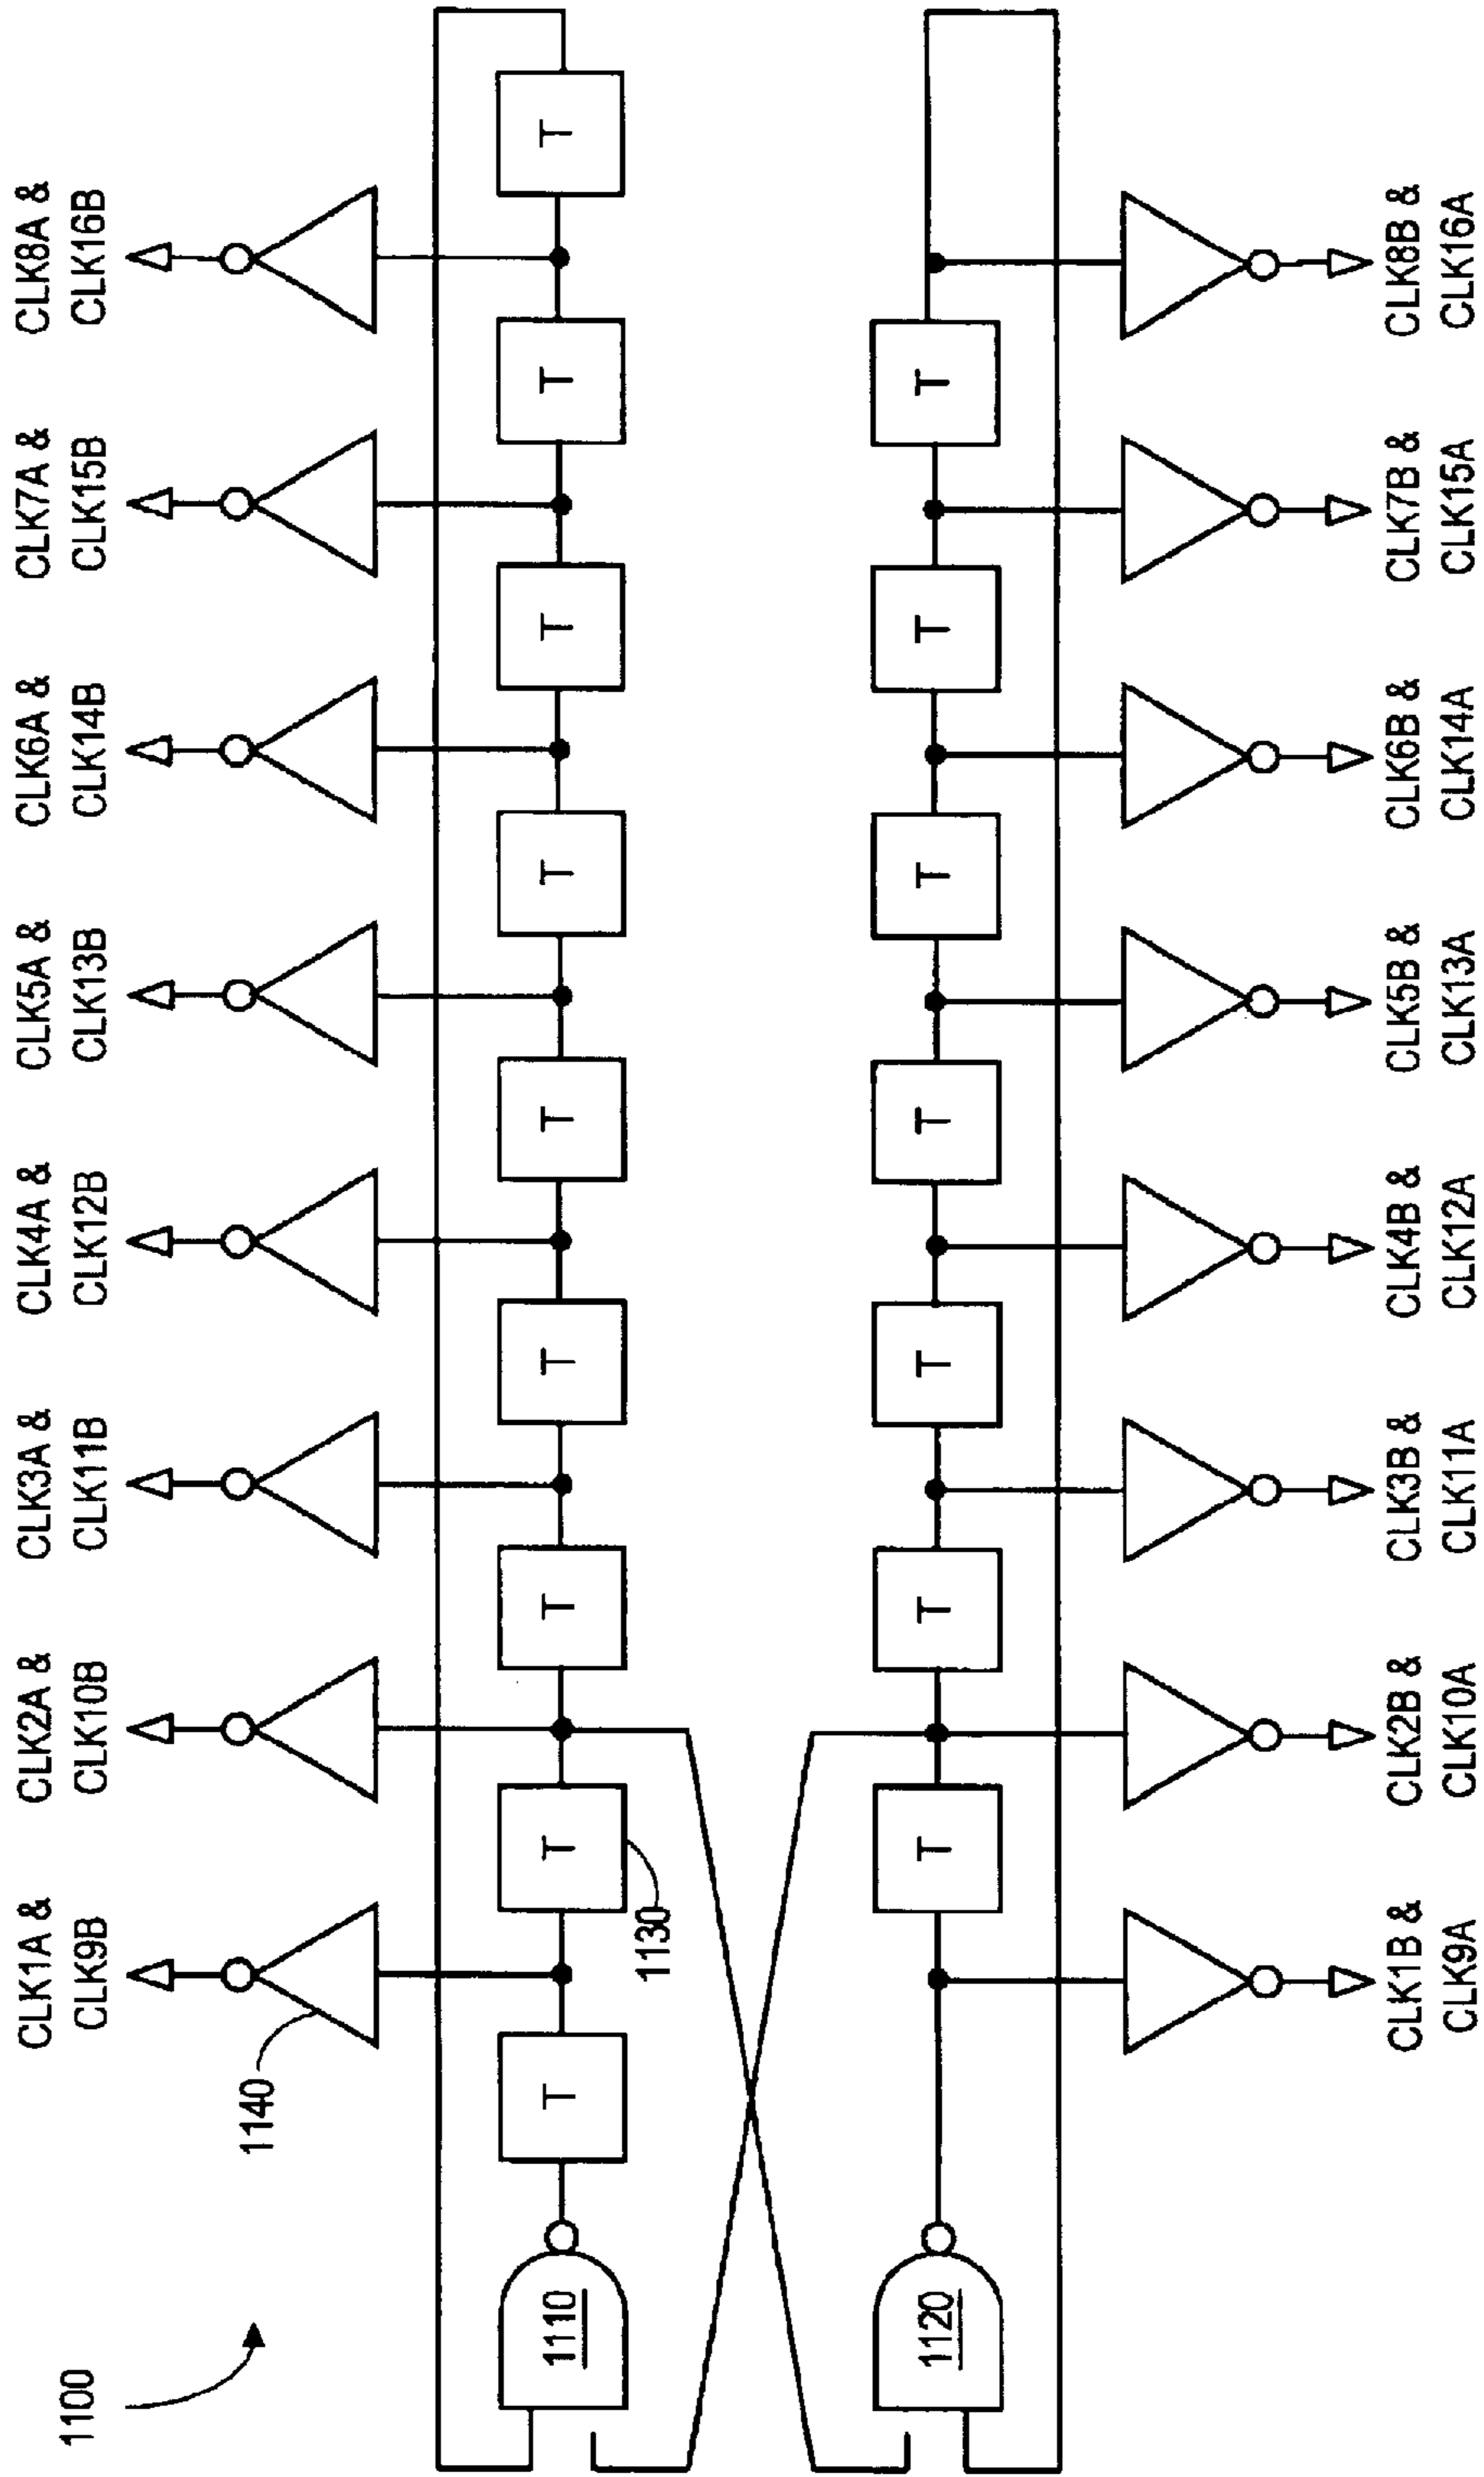 1100
CLK1A &
CLK9B
CLK2A &
CLK10B
CLK3A &
CLK11B
CLK4A &
CLK12B
CLK5A &
CLK13B
CLK6A &
CLK14B
CLK7A &
CLK15B
CLK8A &
CLK16B
1140
1110
T
T
T
T
T
T
T
T
T
1130
1120
T
T
T
T
T
T
T
CLK1B &
CLK9A
CLK2B &
CLK10A
CLK3B &
CLK11A
CLK4B &
CLK12A
CLK5B &
CLK13A
CLK6B &
CLK14A
CLK7B &
CLK15A
CLK8B &
CLK16A